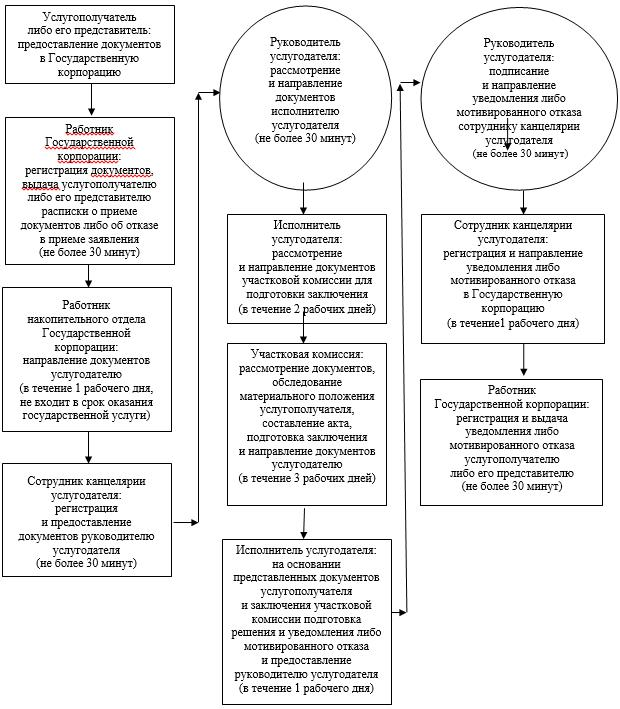 Услугополучатель
либо его представитель:
предоставление документов
в Государственную
корпорацию
Работник
Государственной
корпорации:
регистрация документов,
выдача услугополучателю
либо его представителю
расписки о приеме
документов либо об отказе
в приеме заявления
(не более 30 минут)
Работник
накопительного отдела
Государственной
корпорации:
направление документов
услугодателю
(в течение 1 рабочего дня,
не входит в срок оказания
государственной услуги)
Сотрудник канцелярии
услугодателя:
регистрация
и предоставление
документов руководителю
услугодателя
(не более 30 минут)
Руководитель
услугодателя:
рассмотрение
и направление
документов
исполнителю
услугодателя
(не более 30 минут)
Исполнитель
услугодателя:
рассмотрение
и направление документов
участковой комиссии для
подготовки заключения
(в течение 2 рабочих дней)
Участковая комиссия:
рассмотрение документов,
обследование
материального положения
услугополучателя,
составление акта,
подготовка заключения
и направление документов
услугодателю
(в течение 3 рабочих дней)
Исполнитель услугодателя:
на основании
представленных документов
услугополучателя
и заключения участковой
комиссии подготовка
решения и уведомления либо
мотивированного отказа
и предоставление
руководителю услугодателя
(в течение 1 рабочего дня)
Руководитель
услугодателя:
подписание
и направление
уведомления либо
мотивированного отказа
сотруднику канцелярии
услугодателя
(не более 30 минут)
Сотрудник канцелярии
услугодателя:
регистрация и направление
уведомления либо
мотивированного отказа
в Государственную
корпорацию
(в течение1 рабочего дня)
Работник
Государственной корпорации:
регистрация и выдача
уведомления либо
мотивированного отказа
услугополучателю
либо его представителю
(не более 30 минут)